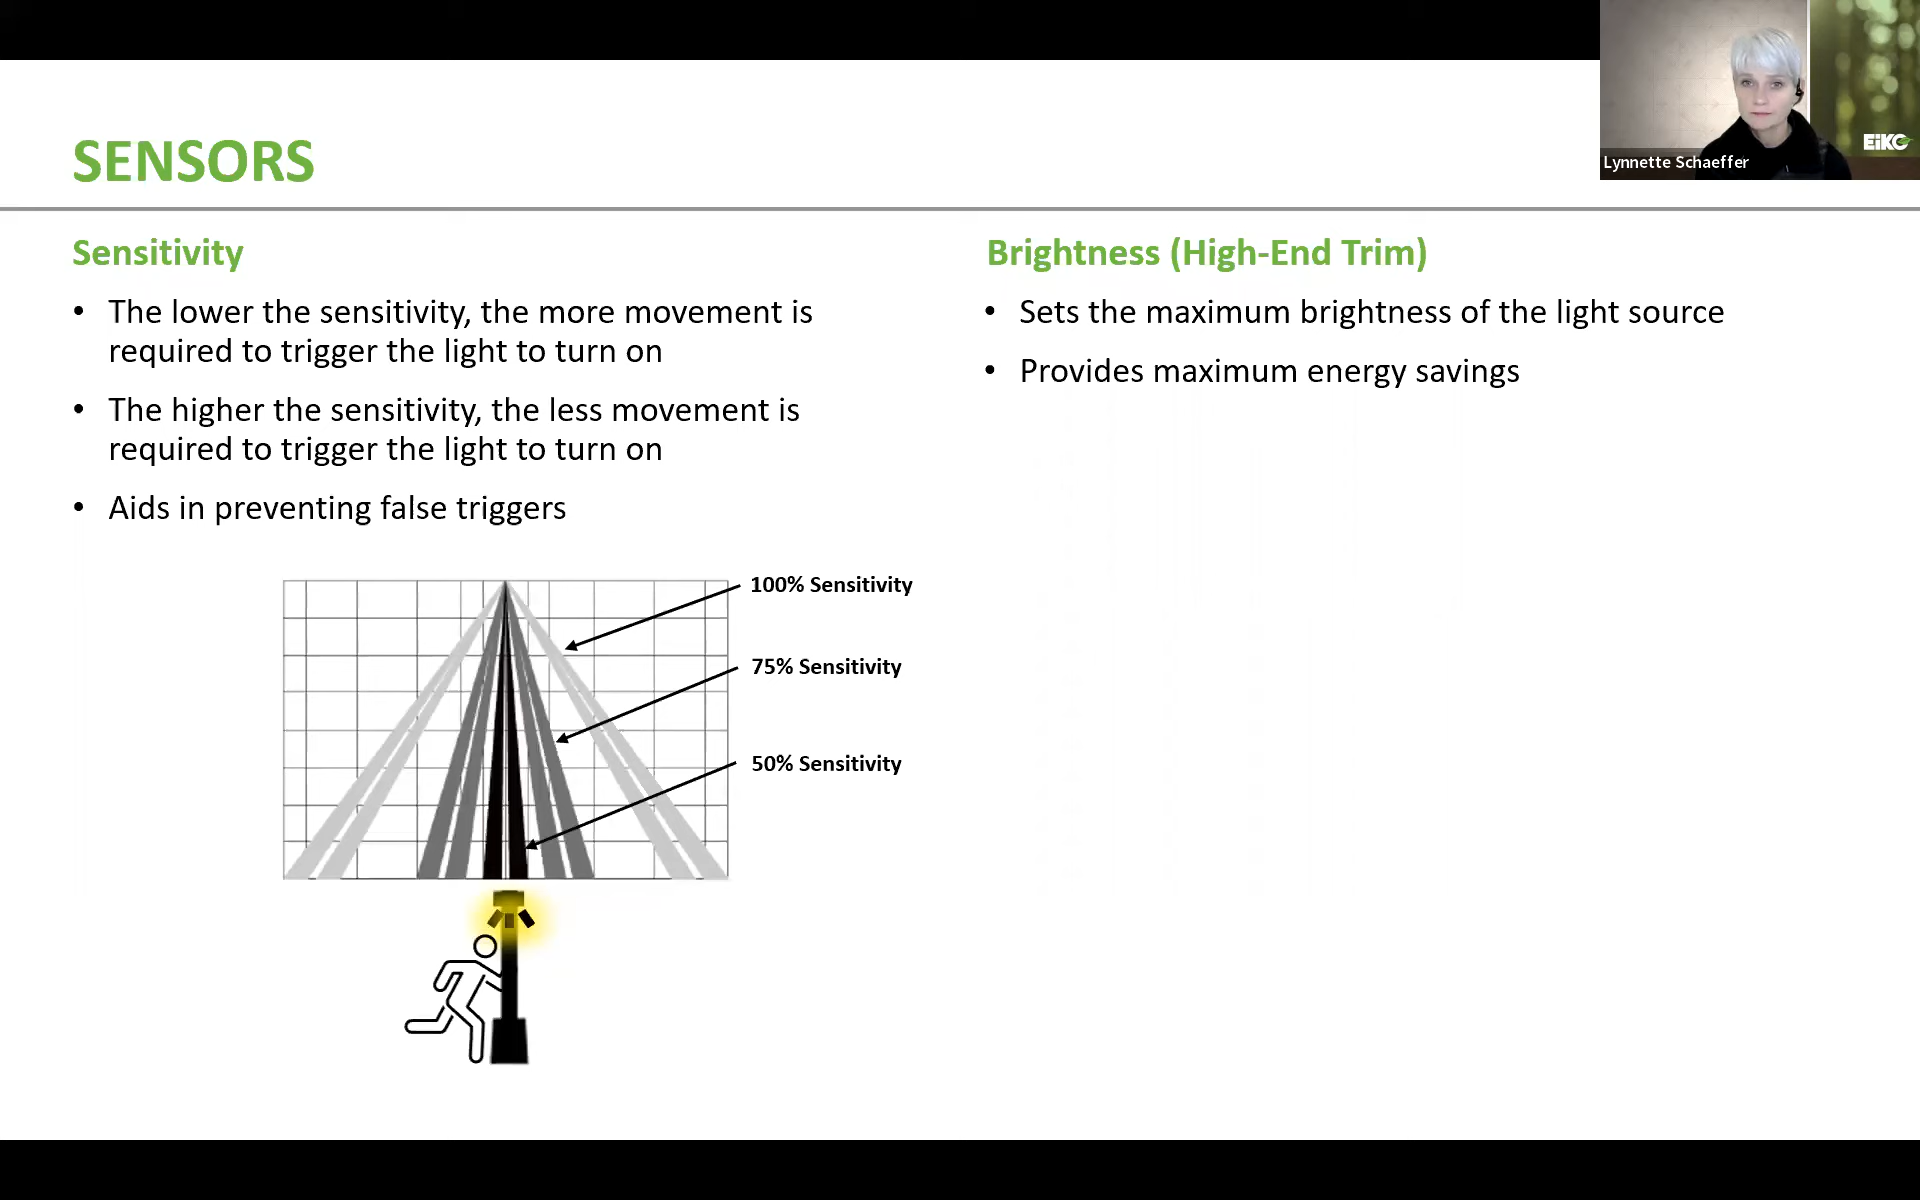 SENSORS
Lynnette Schaeffer
EiKO
Sensitivity
• The lower the sensitivity, the more movement is
required to trigger the light to turn on
• The higher the sensitivity, the less movement is
required to trigger the light to turn on
• Aids in preventing false triggers
100% Sensitivity
75% Sensitivity
50% Sensitivity
Brightness (High-End Trim)
• Sets the maximum brightness of the light source
• Provides maximum energy savings